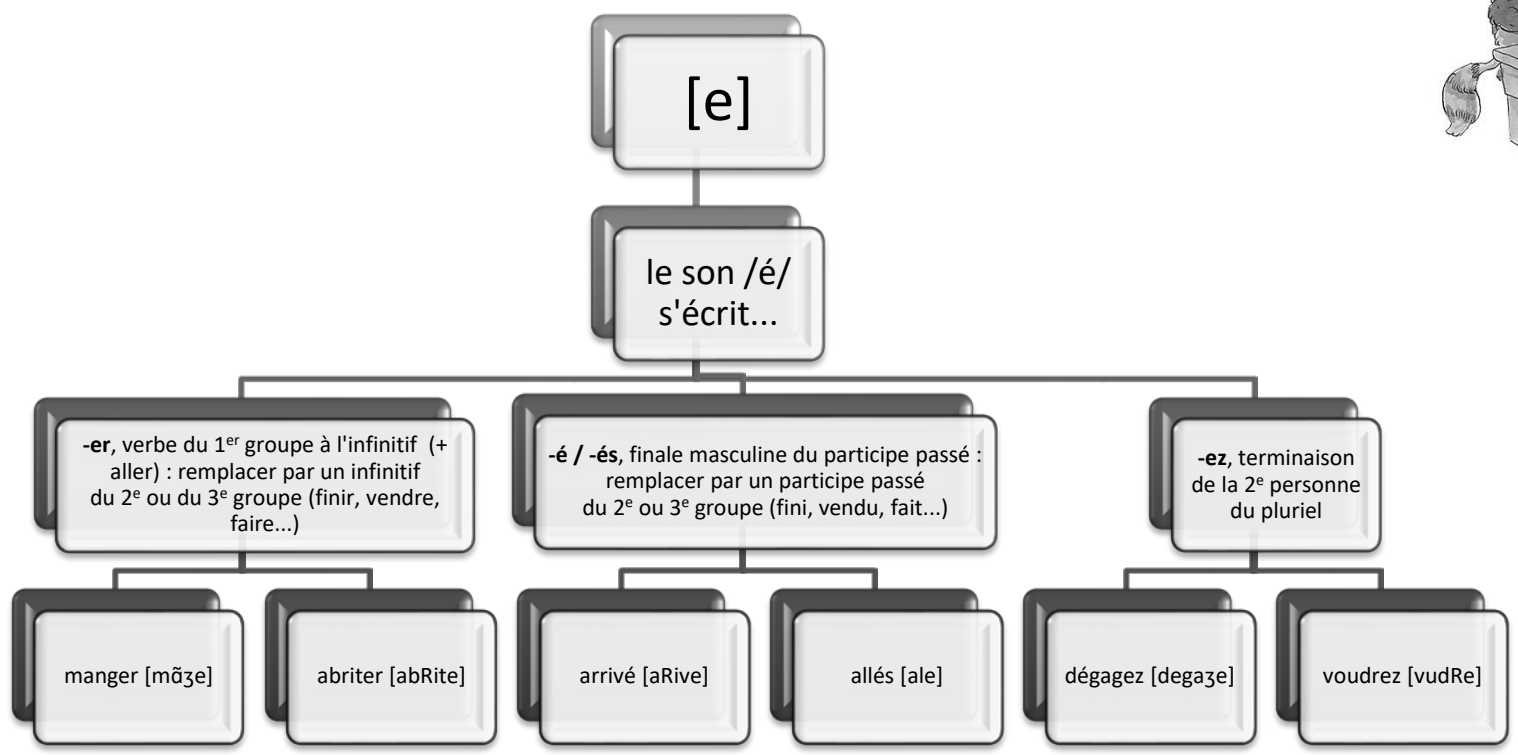 [e]
le son /é/
s'écrit...
-er, verbe du 1er groupe à l'infinitif (+
aller) : remplacer par un infinitif
du 2e ou du 3e groupe (finir, vendre,
faire...)
-é / -és, finale masculine du participe passé :
remplacer par un participe passé
du 2e ou 3e groupe (fini, vendu, fait...)
-ez, terminaison
de la 2e personne
du pluriel
manger [mãʒe]
abriter [abRite]
arrivé [aRive]
allés [ale]
dégagez [degaʒe]
voudrez [vudRe]